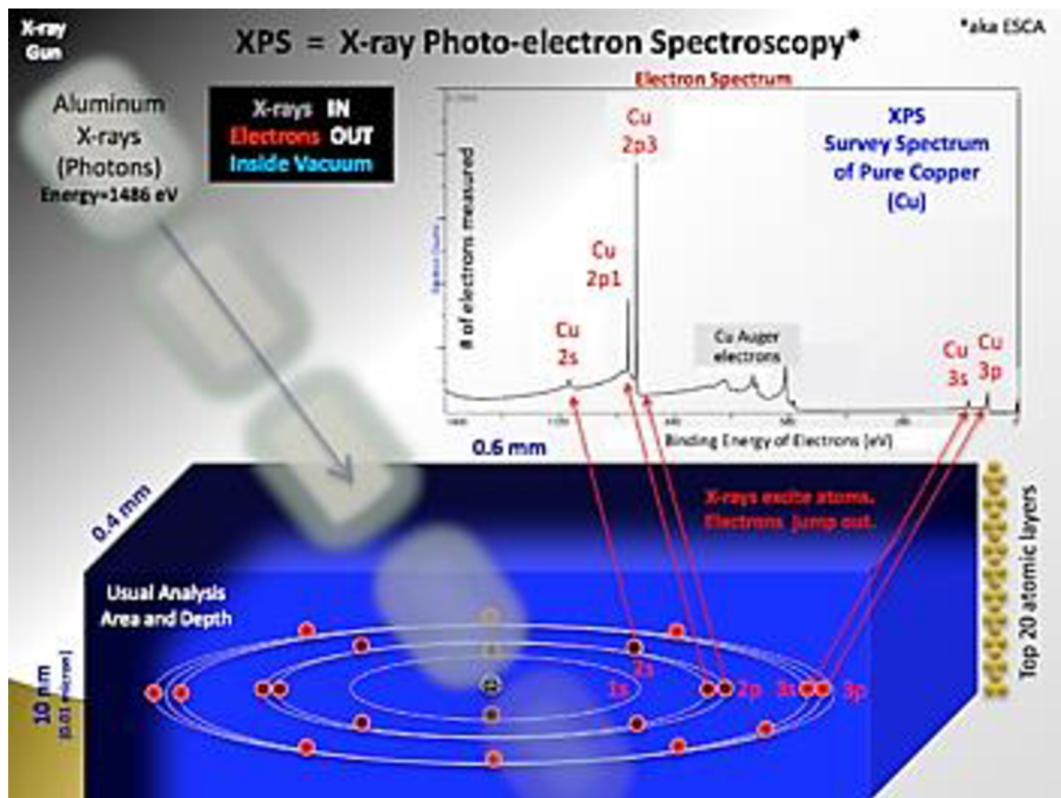 X-ray
Gun
XPS = X-ray Photo-electron Spectroscopy*
*aka ESCA
Aluminum
X-rays
(Photons)
Energy=1486 eV
X-rays IN
Electrons OUT
Inside Vacuum
Electron Spectrum
# of electrons measured
Cu
2p3
Cu
2p1
Cu
2s
Cu Auger
electrons
Cu
3s
Cu
3p
XPS
Survey Spectrum
of Pure Copper
(Cu)
Binding Energy of Electrons (eV)
0.6 mm
0.4 mm
X-rays excite atoms.
Electrons jump out.
Usual Analysis
Area and Depth
10 nm
(0.01 micron)
1s
2s
2p
3s
3p
Top 20 atomic layers